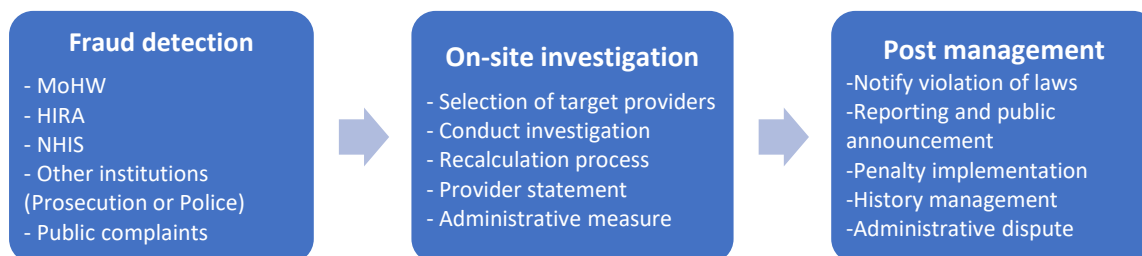 Fraud detection
- MoHW
- HIRA
- NHIS
- Other institutions
(Prosecution or Police)
- Public complaints
On-site investigation
- Selection of target providers
- Conduct investigation
- Recalculation process
- Provider statement
- Administrative measure
Post management
-Notify violation of laws
-Reporting and public
announcement
-Penalty implementation
-History management
-Administrative dispute